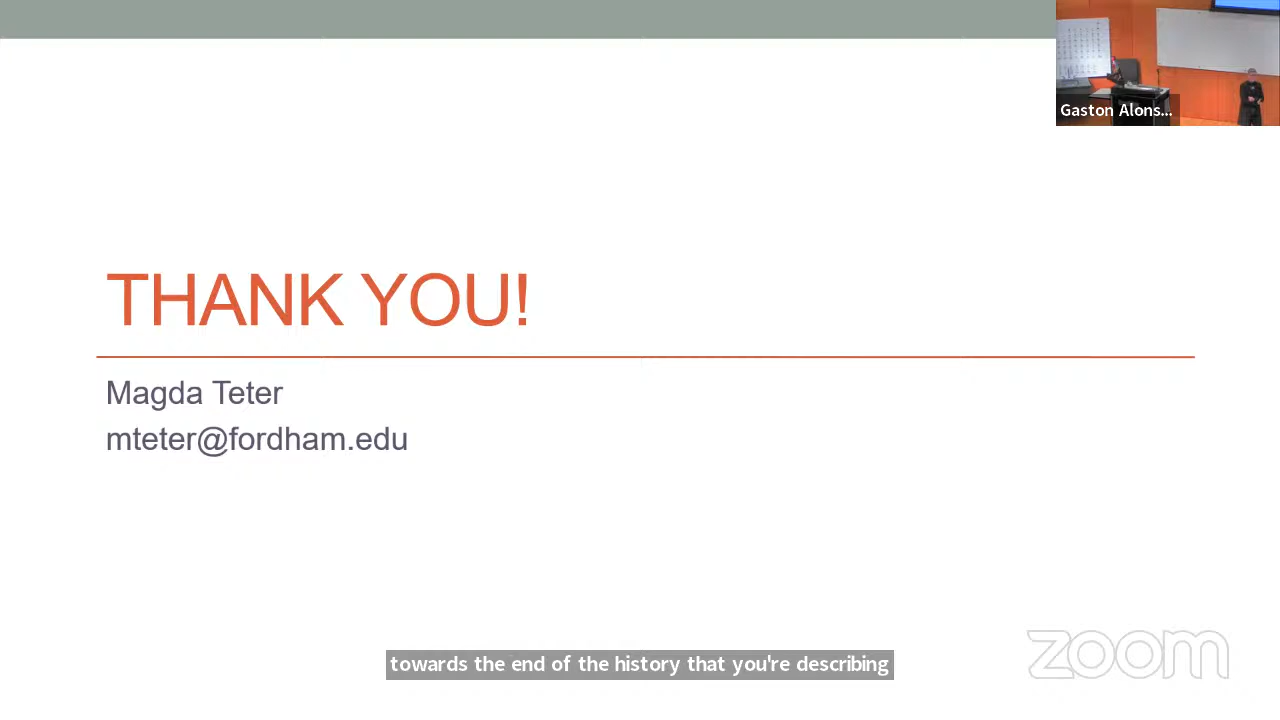 Gaston Alons...
THANK YOU!
Magda Teter
mteter@fordham.edu
towards the end of the history that you're describing
zoom